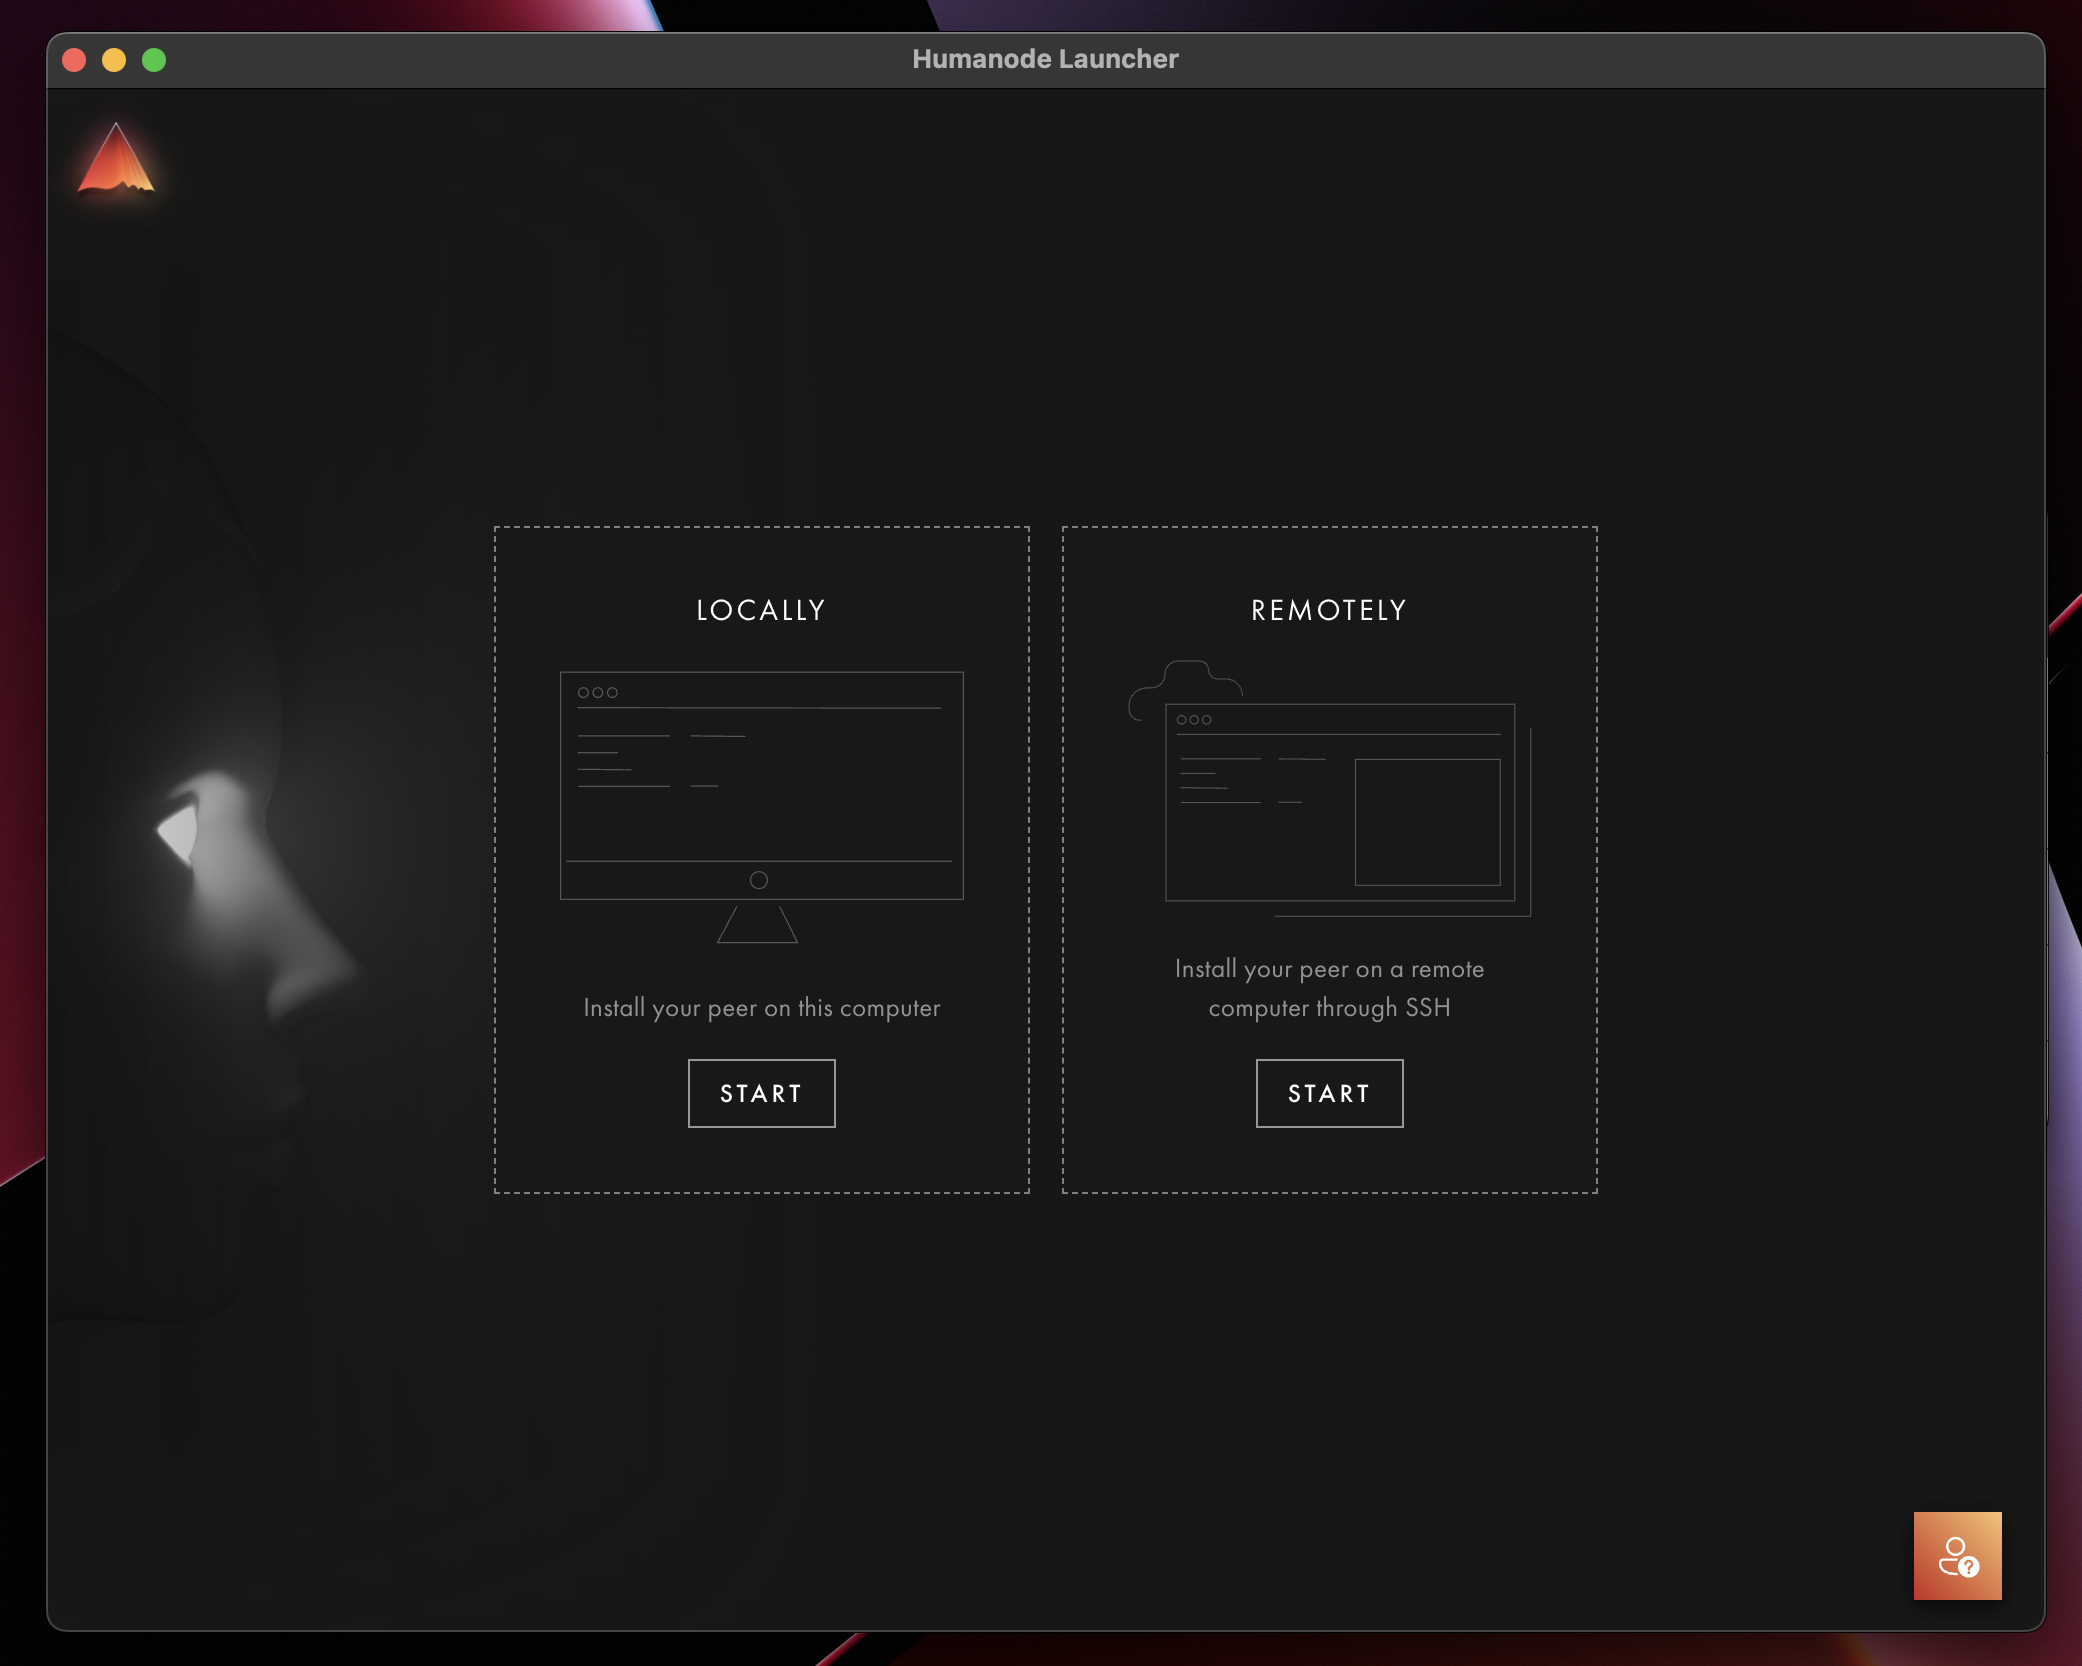 Humanode Launcher
LOCALLY
Install your peer on this computer
START
REMOTELY
Install your peer on a remote
computer through SSH
START
?